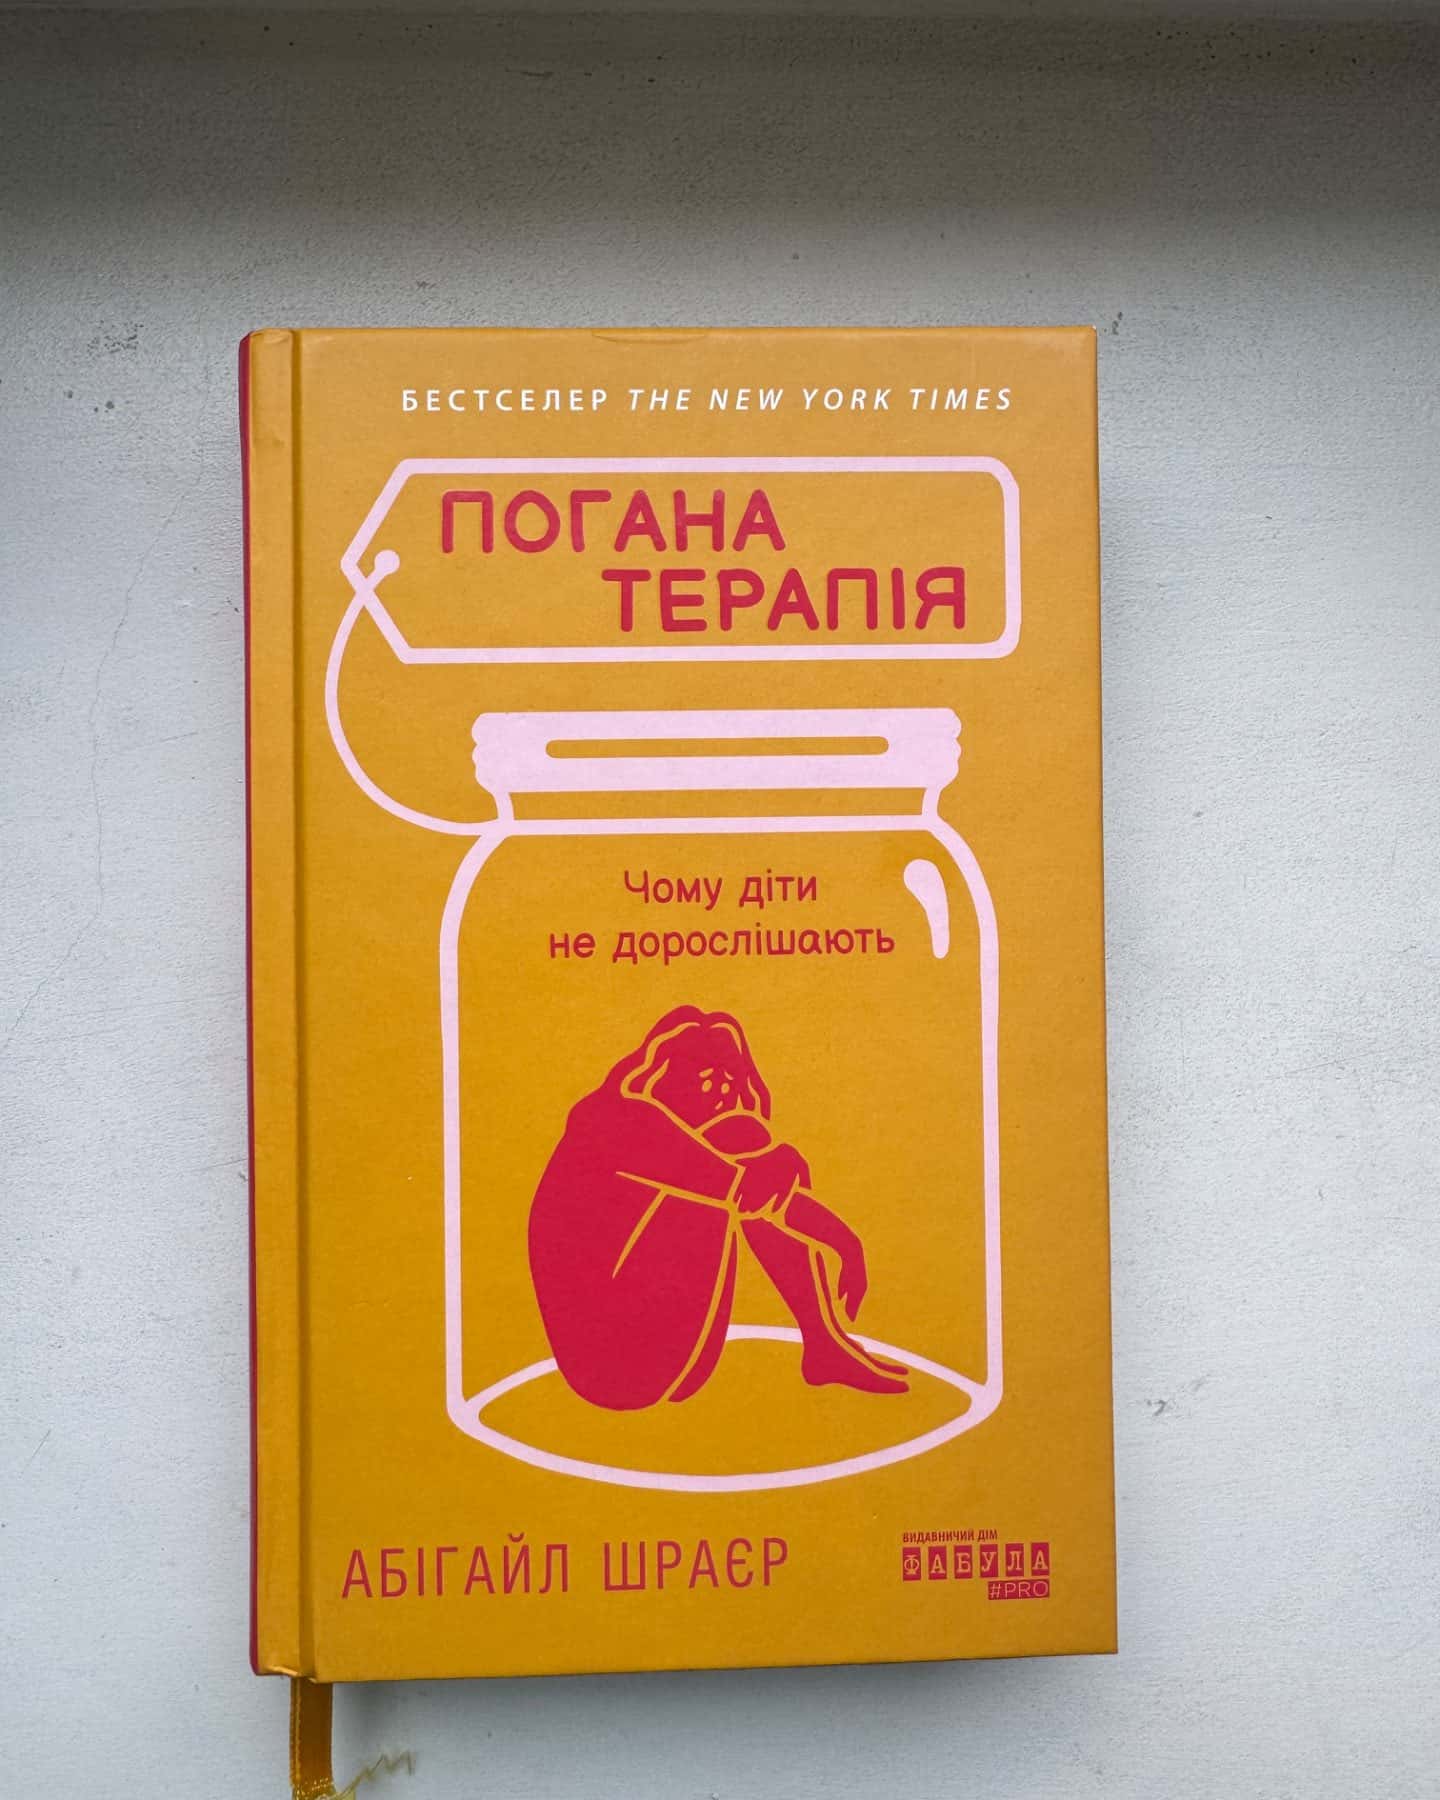 БЕСТСЕЛЕР THE NEW YORK TIMES
ПОГАНА
ТЕРАПІЯ
Чому діти
не дорослішають
АБІГАЙЛ ШРАЄР
ВИДАВНИЧИЙ ДІМ
ФАБУЛА
#PRO